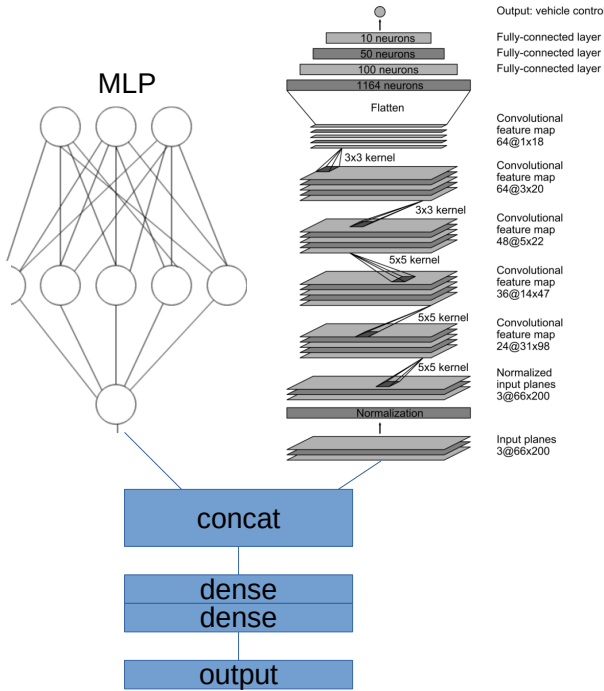 Output: vehicle contro
10 neurons
Fully-connected layer
50 neurons
Fully-connected layer
100 neurons
Fully-connected layer
1164 neurons
MLP
Flatten
Convolutional
feature map
64@1x18
3x3 kernel
Convolutional
feature map
64@3x20
3x3 kernel
Convolutional
feature map
48@5x22
5x5 kernel
Convolutional
feature map
36@14x47
5x5 kernel
Convolutional
feature map
24@31x98
5x5 kernel
Normalized
input planes
3@66x200
Normalization
Input planes
3@66x200
concat
dense
dense
output